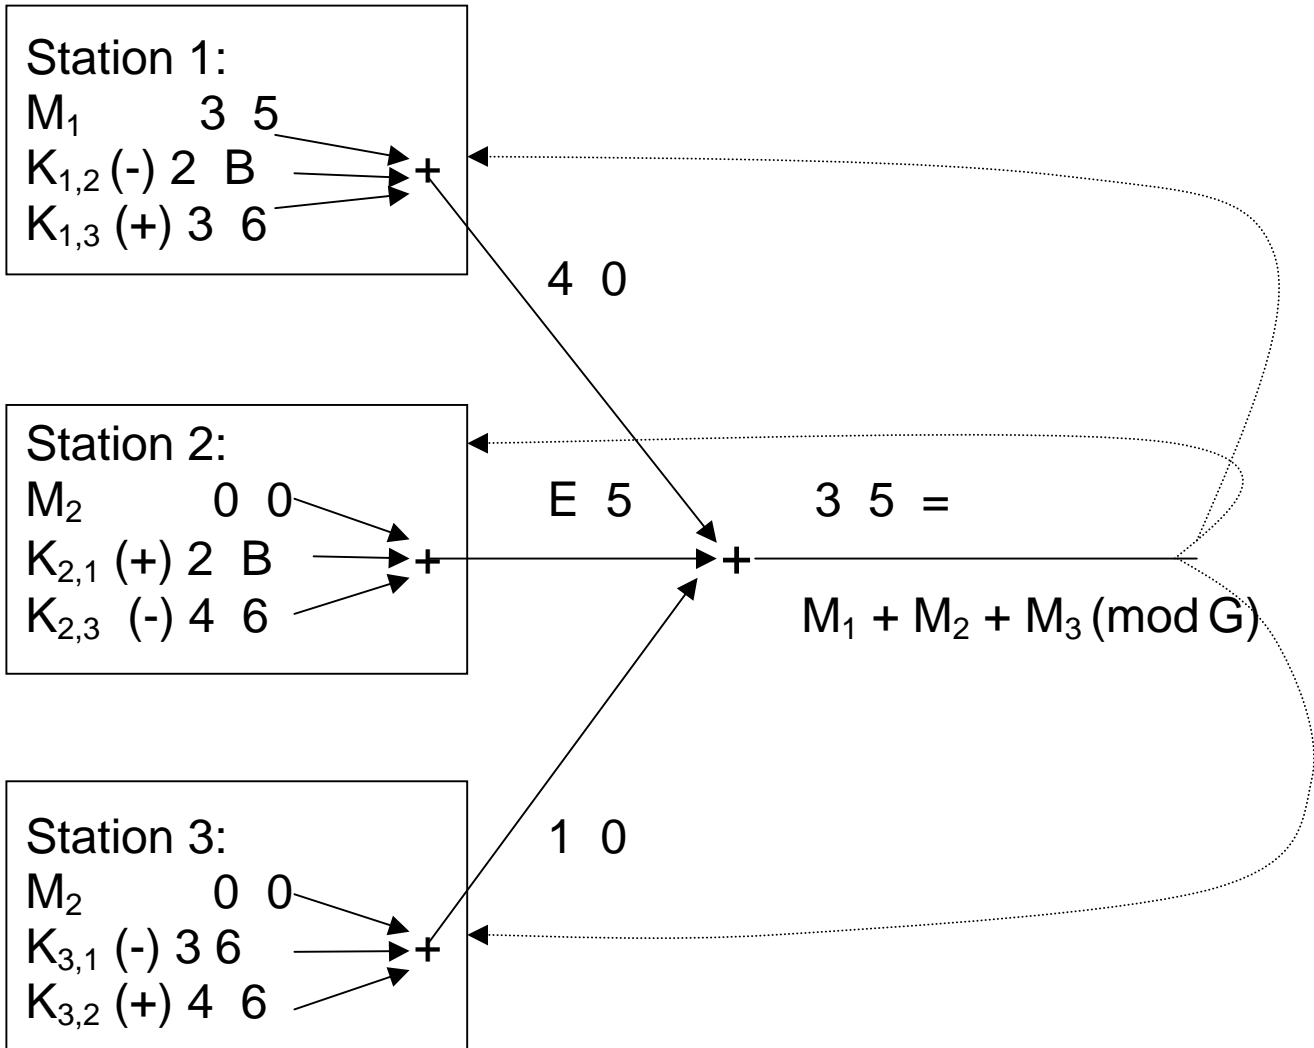 Station 1:
M1 3 5
K1,2 (-) 2 B
K1,3 (+) 3 6
+
4 0
Station 2:
M2 0 0
K2,1 (+) 2 B
K2,3 (-) 4 6
+
E 5
+
3 5 =
M1 + M2 + M3 (mod G)
Station 3:
M2 0 0
K3,1 (-) 3 6
K3,2 (+) 4 6
+
1 0